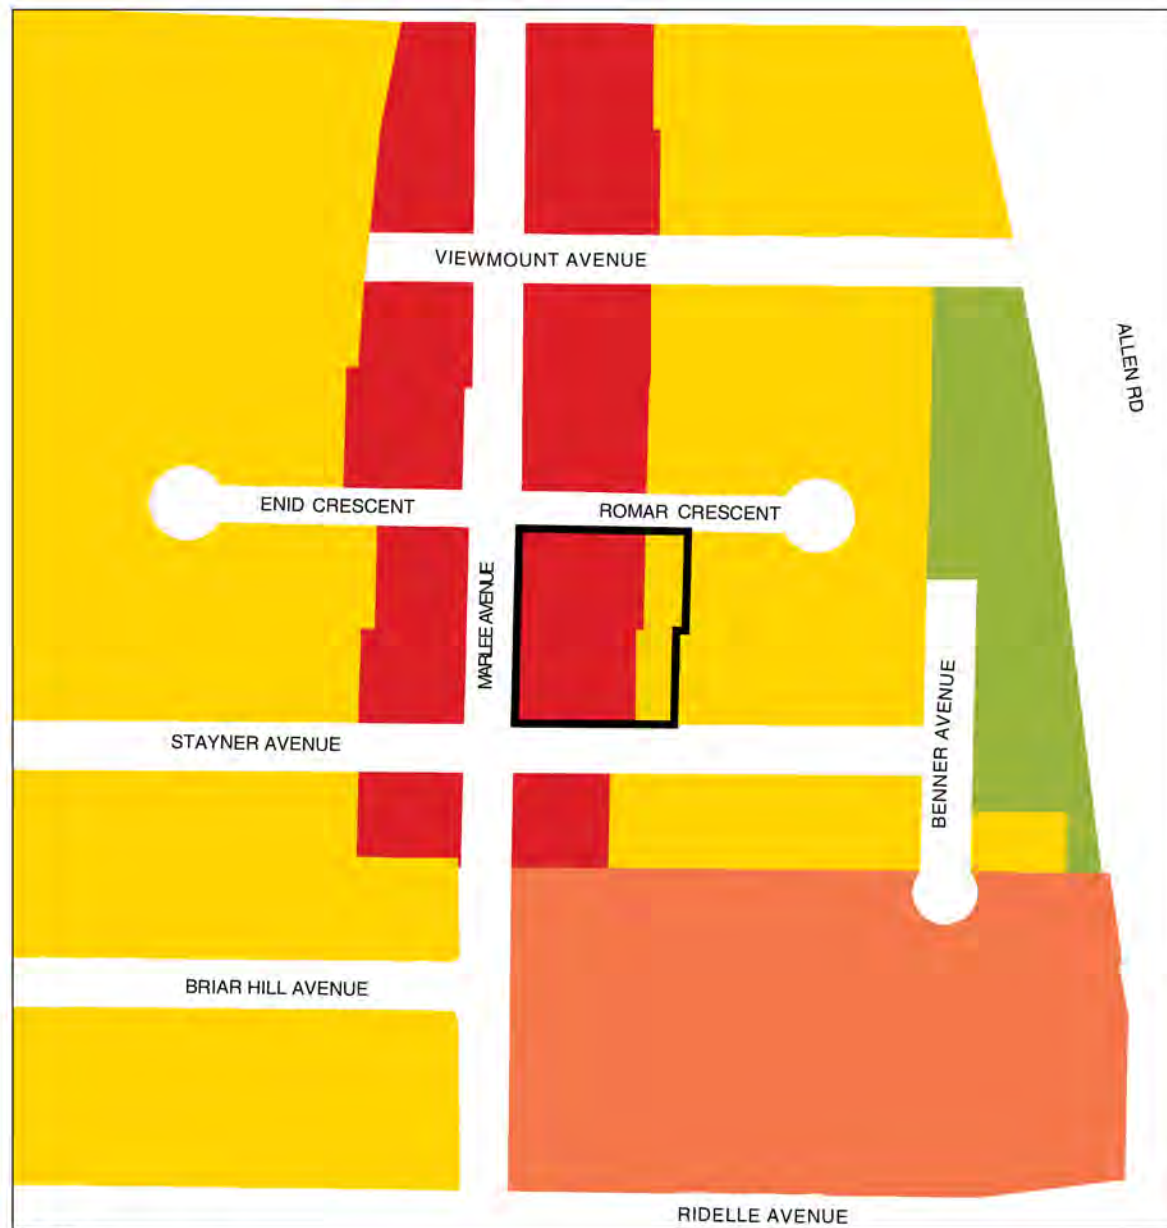 VIEWMOUNT AVENUE
ALLEN RD
ENID CRESCENT
ROMAR CRESCENT
MARLEE AVENUE
STAYNER AVENUE
BENNER AVENUE
BRIAR HILL AVENUE
RIDELLE AVENUE